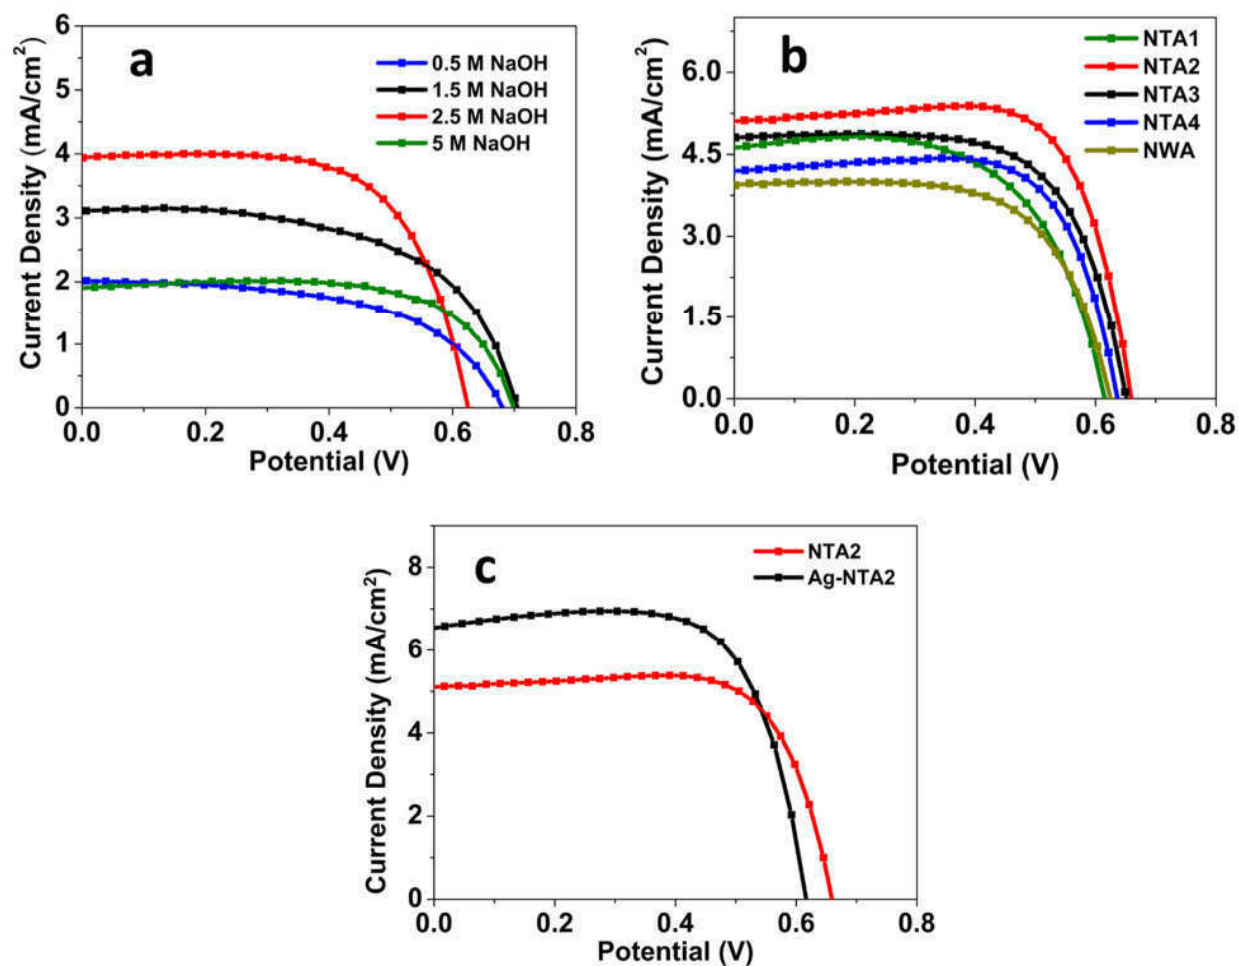 a
0.5 M NaOH
1.5 M NaOH
2.5 M NaOH
5 M NaOH
Current Density (mA/cm²)
6
5
4
3
2
1
0
0.0 0.2 0.4 0.6 0.8
Potential (V)
b
NTA1
NTA2
NTA3
NTA4
NWA
Current Density (mA/cm²)
6.0
4.5
3.0
1.5
0.0
0.0 0.2 0.4 0.6 0.8
Potential (V)
c
NTA2
Ag-NTA2
Current Density (mA/cm²)
8
6
4
2
0
0.0 0.2 0.4 0.6 0.8
Potential (V)